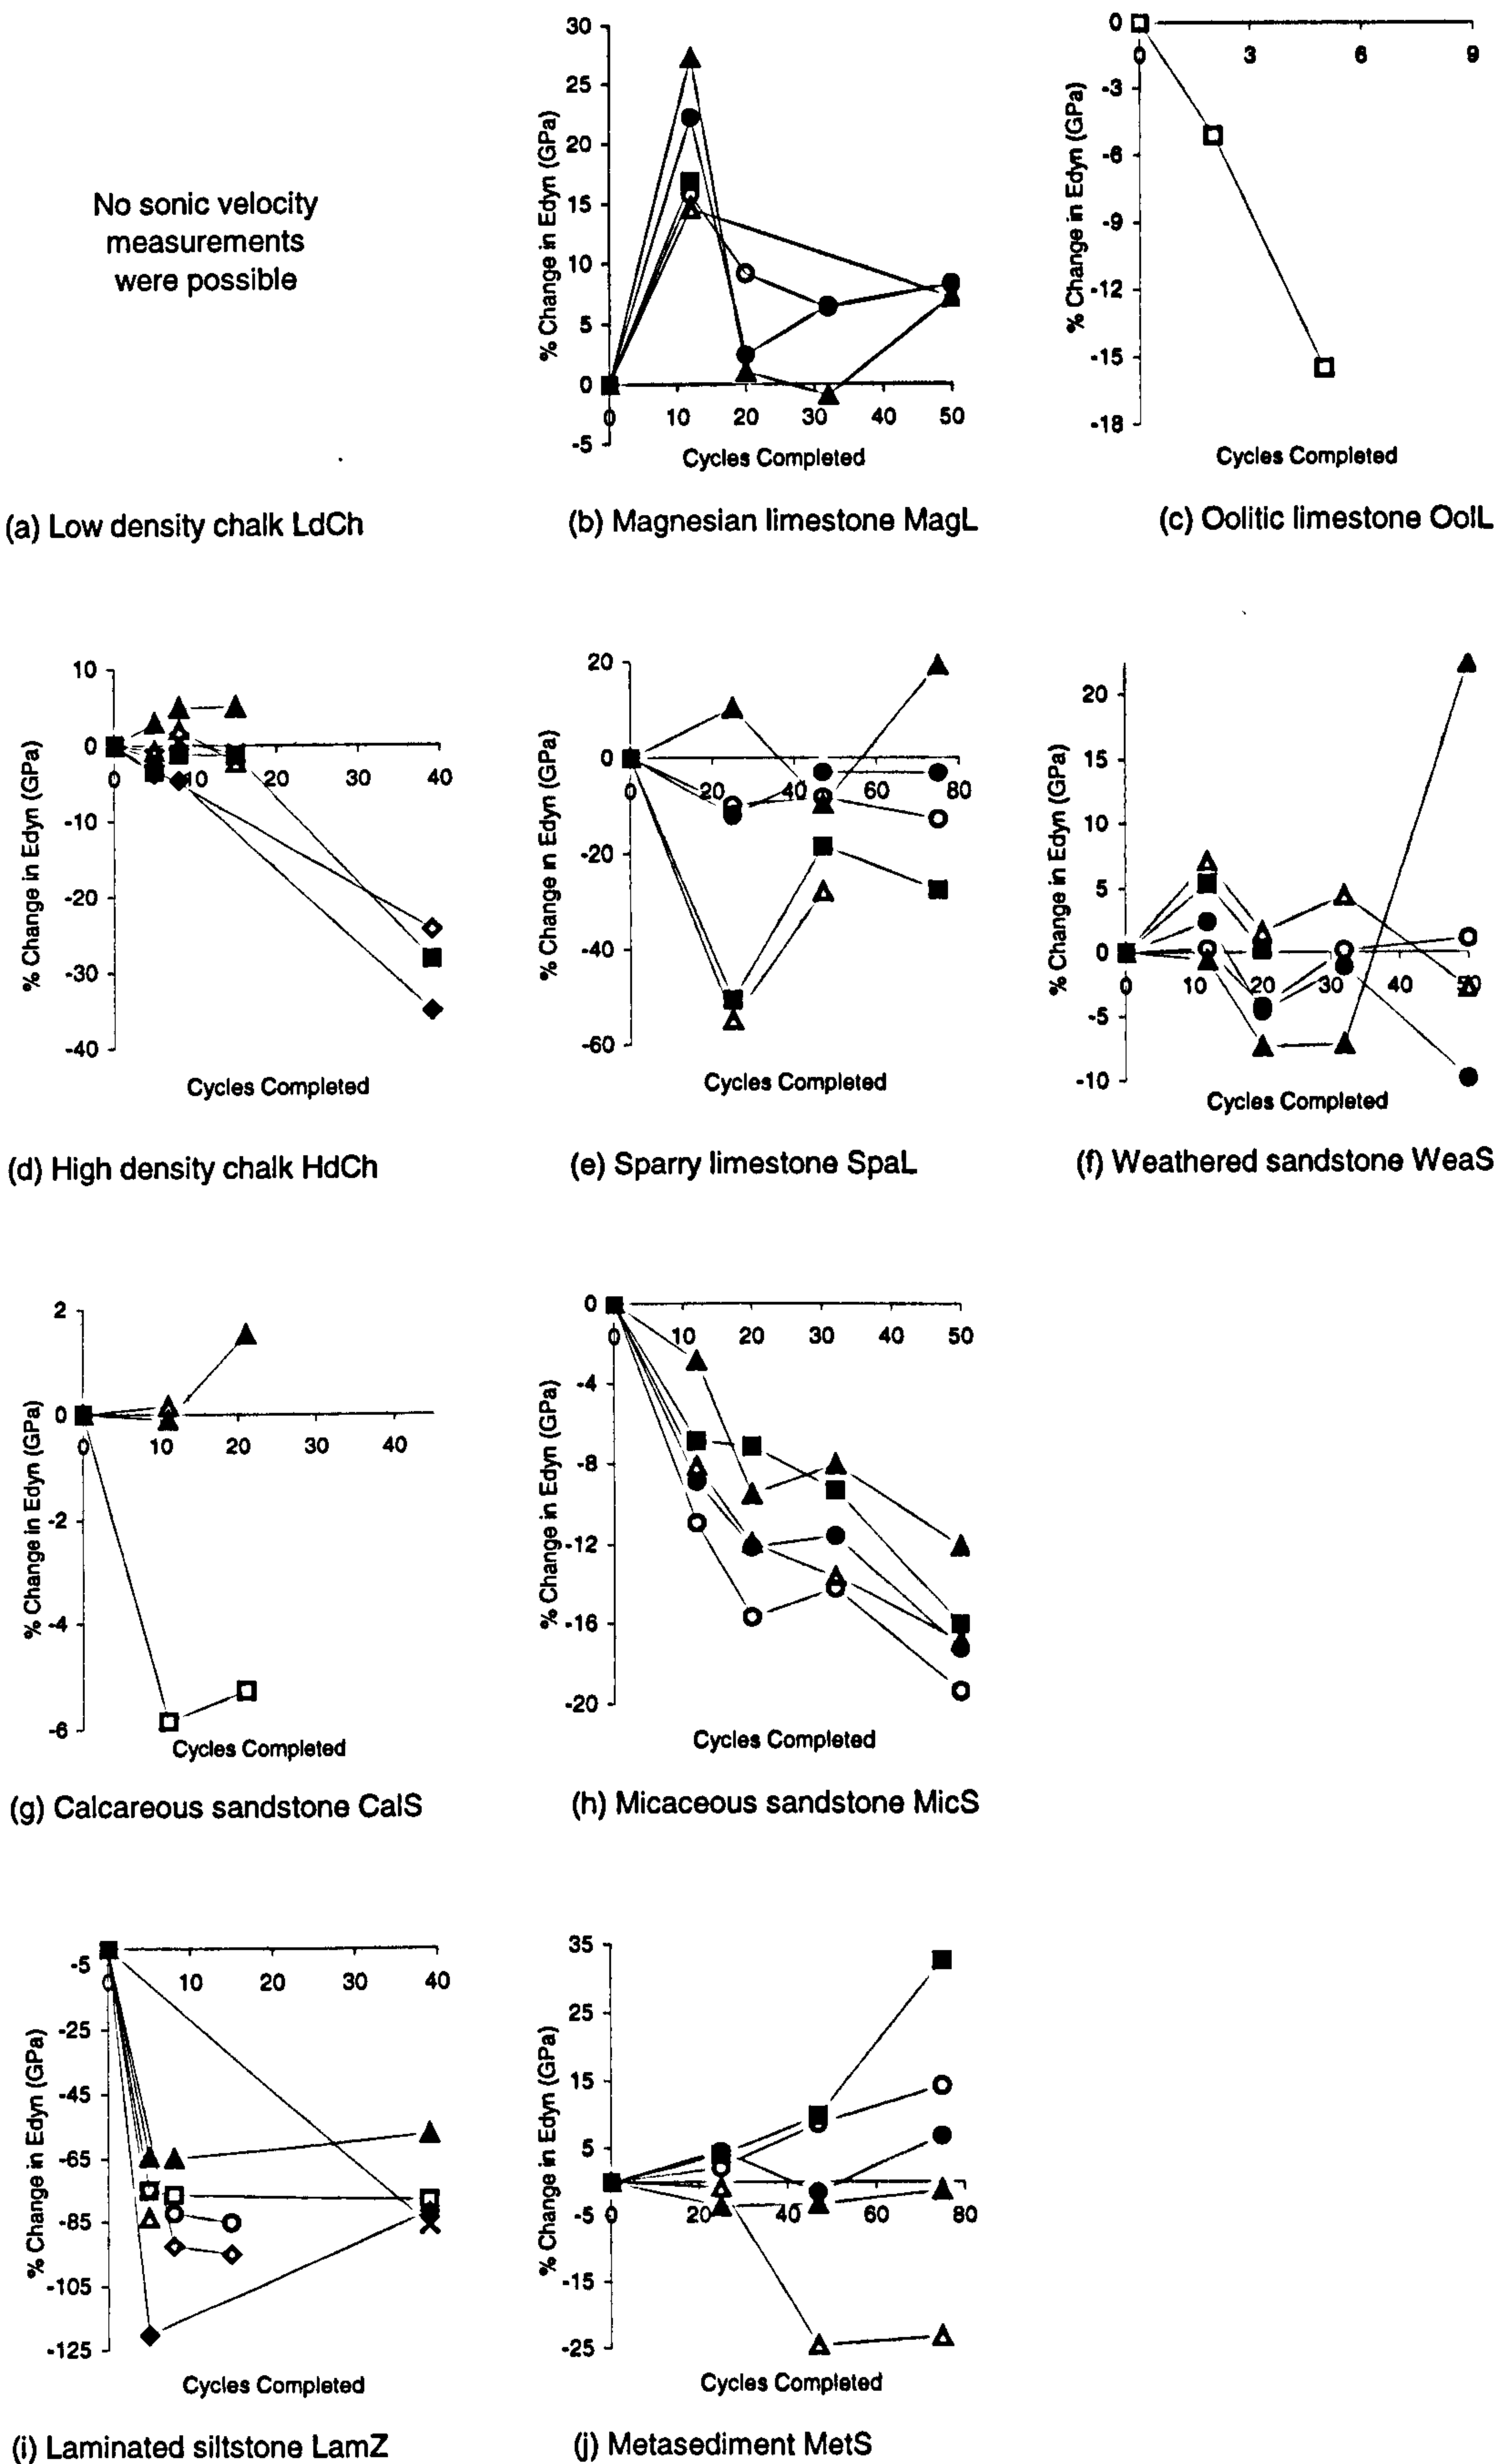 No sonic velocity
measurements
were possible
(a) Low density chalk LdCh
% Change in Edyn (GPa)
30
25
20
15
10
5
0
-5
0 10 20 30 40 50
Cycles Completed
(b) Magnesian limestone MagL
% Change in Edyn (GPa)
0
-3
-6
-9
-12
-15
-18
0 3 6 9
Cycles Completed
(c) Oolitic limestone OolL
% Change in Edyn (GPa)
10
0
-10
-20
-30
-40
0 10 20 30 40
Cycles Completed
(d) High density chalk HdCh
% Change in Edyn (GPa)
20
0
-20
-40
-60
0 20 40 60 80
Cycles Completed
(e) Sparry limestone SpaL
% Change in Edyn (GPa)
20
15
10
5
0
-5
-10
0 10 20 30 40 50
Cycles Completed
(f) Weathered sandstone WeaS
% Change in Edyn (GPa)
2
0
-2
-4
-6
0 10 20 30 40
Cycles Completed
(g) Calcareous sandstone CalS
% Change in Edyn (GPa)
0
-4
-8
-12
-16
-20
0 10 20 30 40 50
Cycles Completed
(h) Micaceous sandstone MicS
% Change in Edyn (GPa)
-5
-25
-45
-65
-85
-105
-125
0 10 20 30 40
Cycles Completed
(i) Laminated siltstone LamZ
% Change in Edyn (GPa)
35
25
15
5
-5
-15
-25
0 20 40 60 80
Cycles Completed
(j) Metasediment MetS